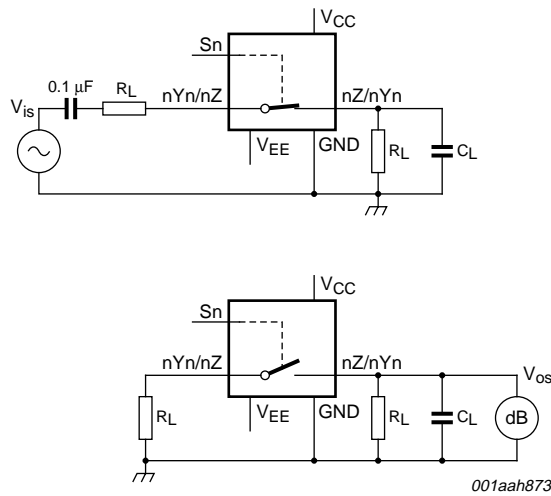 VCC
Sn
0.1 μF
RL
nYn/nZ
nZ/nYn
Vis
VEE
GND
RL
CL
VCC
Sn
nYn/nZ
nZ/nYn
Vos
RL
VEE
GND
RL
CL
dB
001aah873